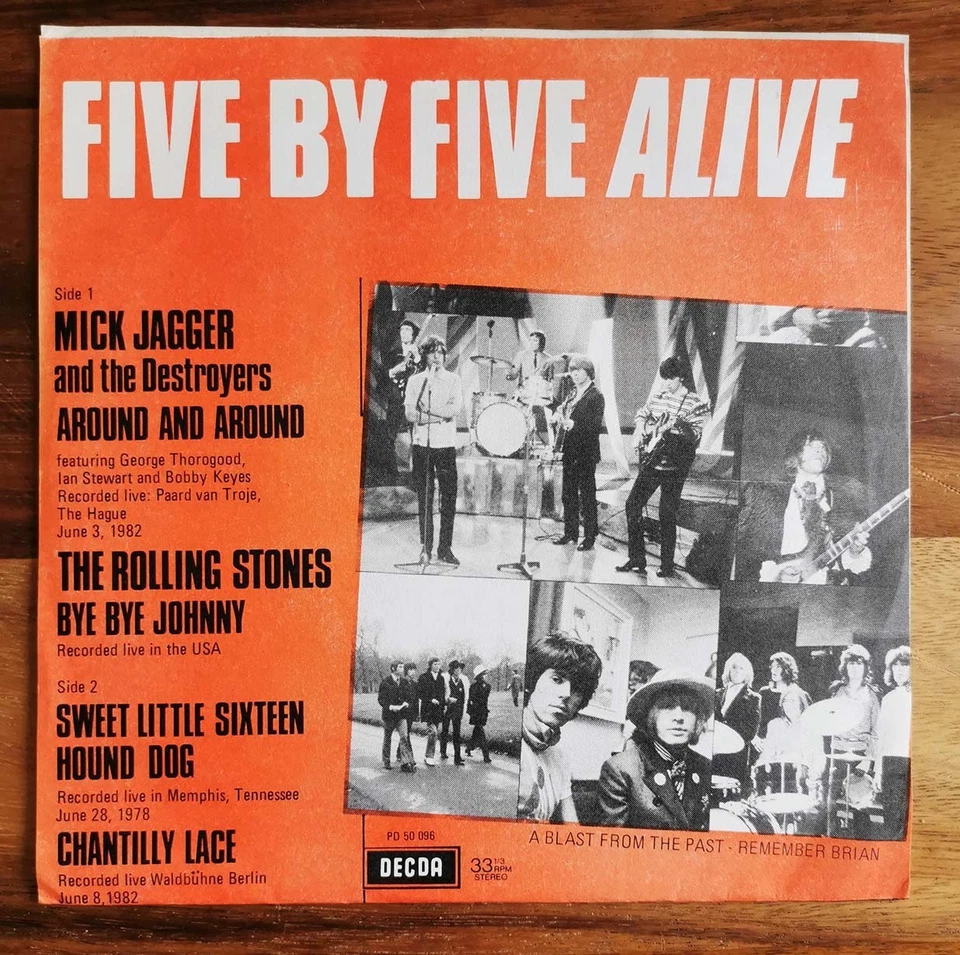 FIVE BY FIVE ALIVE
Side 1
MICK JAGGER
and the Destroyers
AROUND AND AROUND
featuring George Thorogood,
Ian Stewart and Bobby Keyes
Recorded live: Paard van Troje,
The Hague
June 3, 1982
THE ROLLING STONES
BYE BYE JOHNNY
Recorded live in the USA
Side 2
SWEET LITTLE SIXTEEN
HOUND DOG
Recorded live in Memphis, Tennessee
June 28, 1978
CHANTILLY LACE
Recorded live Waldbühne Berlin
June 8,1982
PD 50 096
DECDA
33 1/3 RPM
STEREO
A BLAST FROM THE PAST - REMEMBER BRIAN